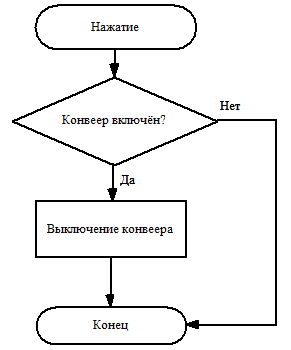 Нажатие
Конвеер включён?
Нет
Да
Выключение конвеера
Конец